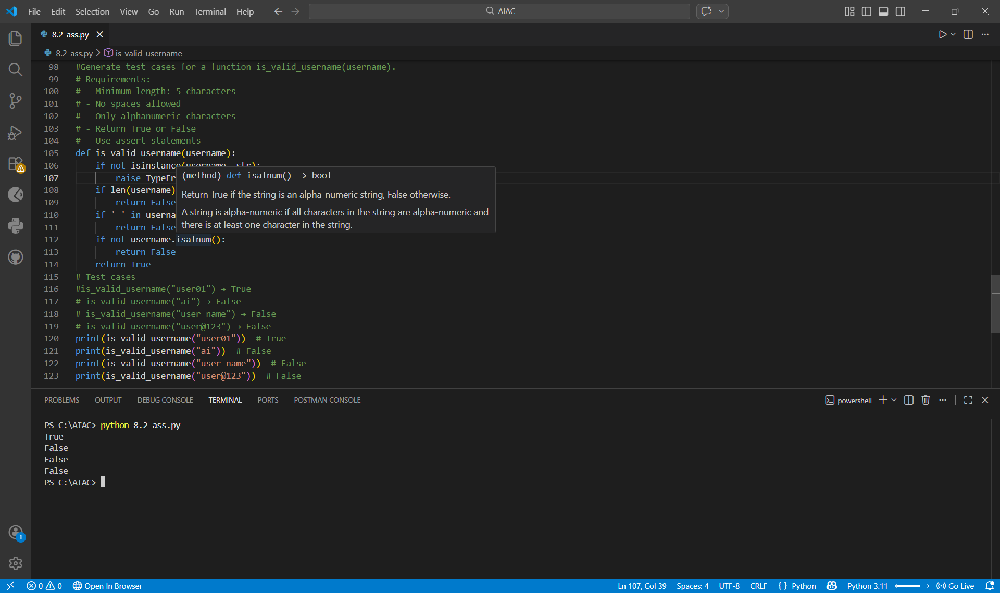 File Edit Selection View Go Run Terminal Help AIAC
8.2_ass.py
8.2_ass.py > is_valid_username
98 #Generate test cases for a function is_valid_username(username).
99 # Requirements:
100 # - Minimum length: 5 characters
101 # - No spaces allowed
102 # - Only alphanumeric characters
103 # - Return True or False
104 # - Use assert statements
105 def is_valid_username(username):
106 if not isinstance(username, str):
107 raise TypeEr
108 if len(username)
109 return False
110 if ' ' in userna
111 return False
(method) def isalnum() -> bool
Return True if the string is an alpha-numeric string, False otherwise.
A string is alpha-numeric if all characters in the string are alpha-numeric and
there is at least one character in the string.
112 if not username.isalnum():
113 return False
114 return True
115 # Test cases
116 #is_valid_username("user01") → True
117 # is_valid_username("ai") → False
118 # is_valid_username("user name") → False
119 # is_valid_username("user@123") → False
120 print(is_valid_username("user01")) # True
121 print(is_valid_username("ai")) # False
122 print(is_valid_username("user name")) # False
123 print(is_valid_username("user@123")) # False
PROBLEMS OUTPUT DEBUG CONSOLE TERMINAL PORTS POSTMAN CONSOLE powershell
PS C:\AIAC> python 8.2_ass.py
True
False
False
False
PS C:\AIAC>
1
0 0 Open In Browser Ln 107, Col 39 Spaces: 4 UTF-8 CRLF {} Python Python 3.11 Go Live